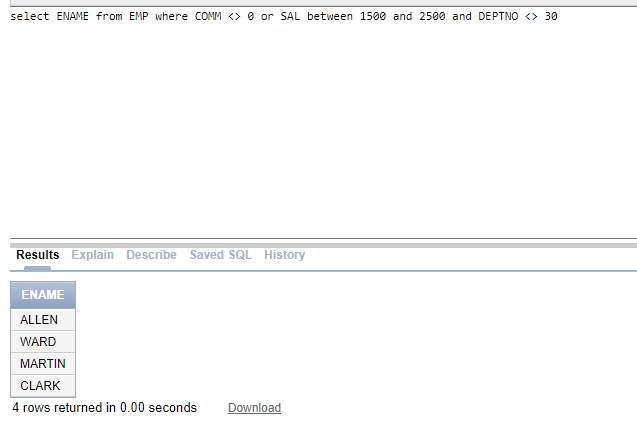 select ENAME from EMP where COMM <> 0 or SAL between 1500 and 2500 and DEPTNO <> 30
Results Explain Describe Saved SQL History
ENAME
ALLEN
WARD
MARTIN
CLARK
4 rows returned in 0.00 seconds Download